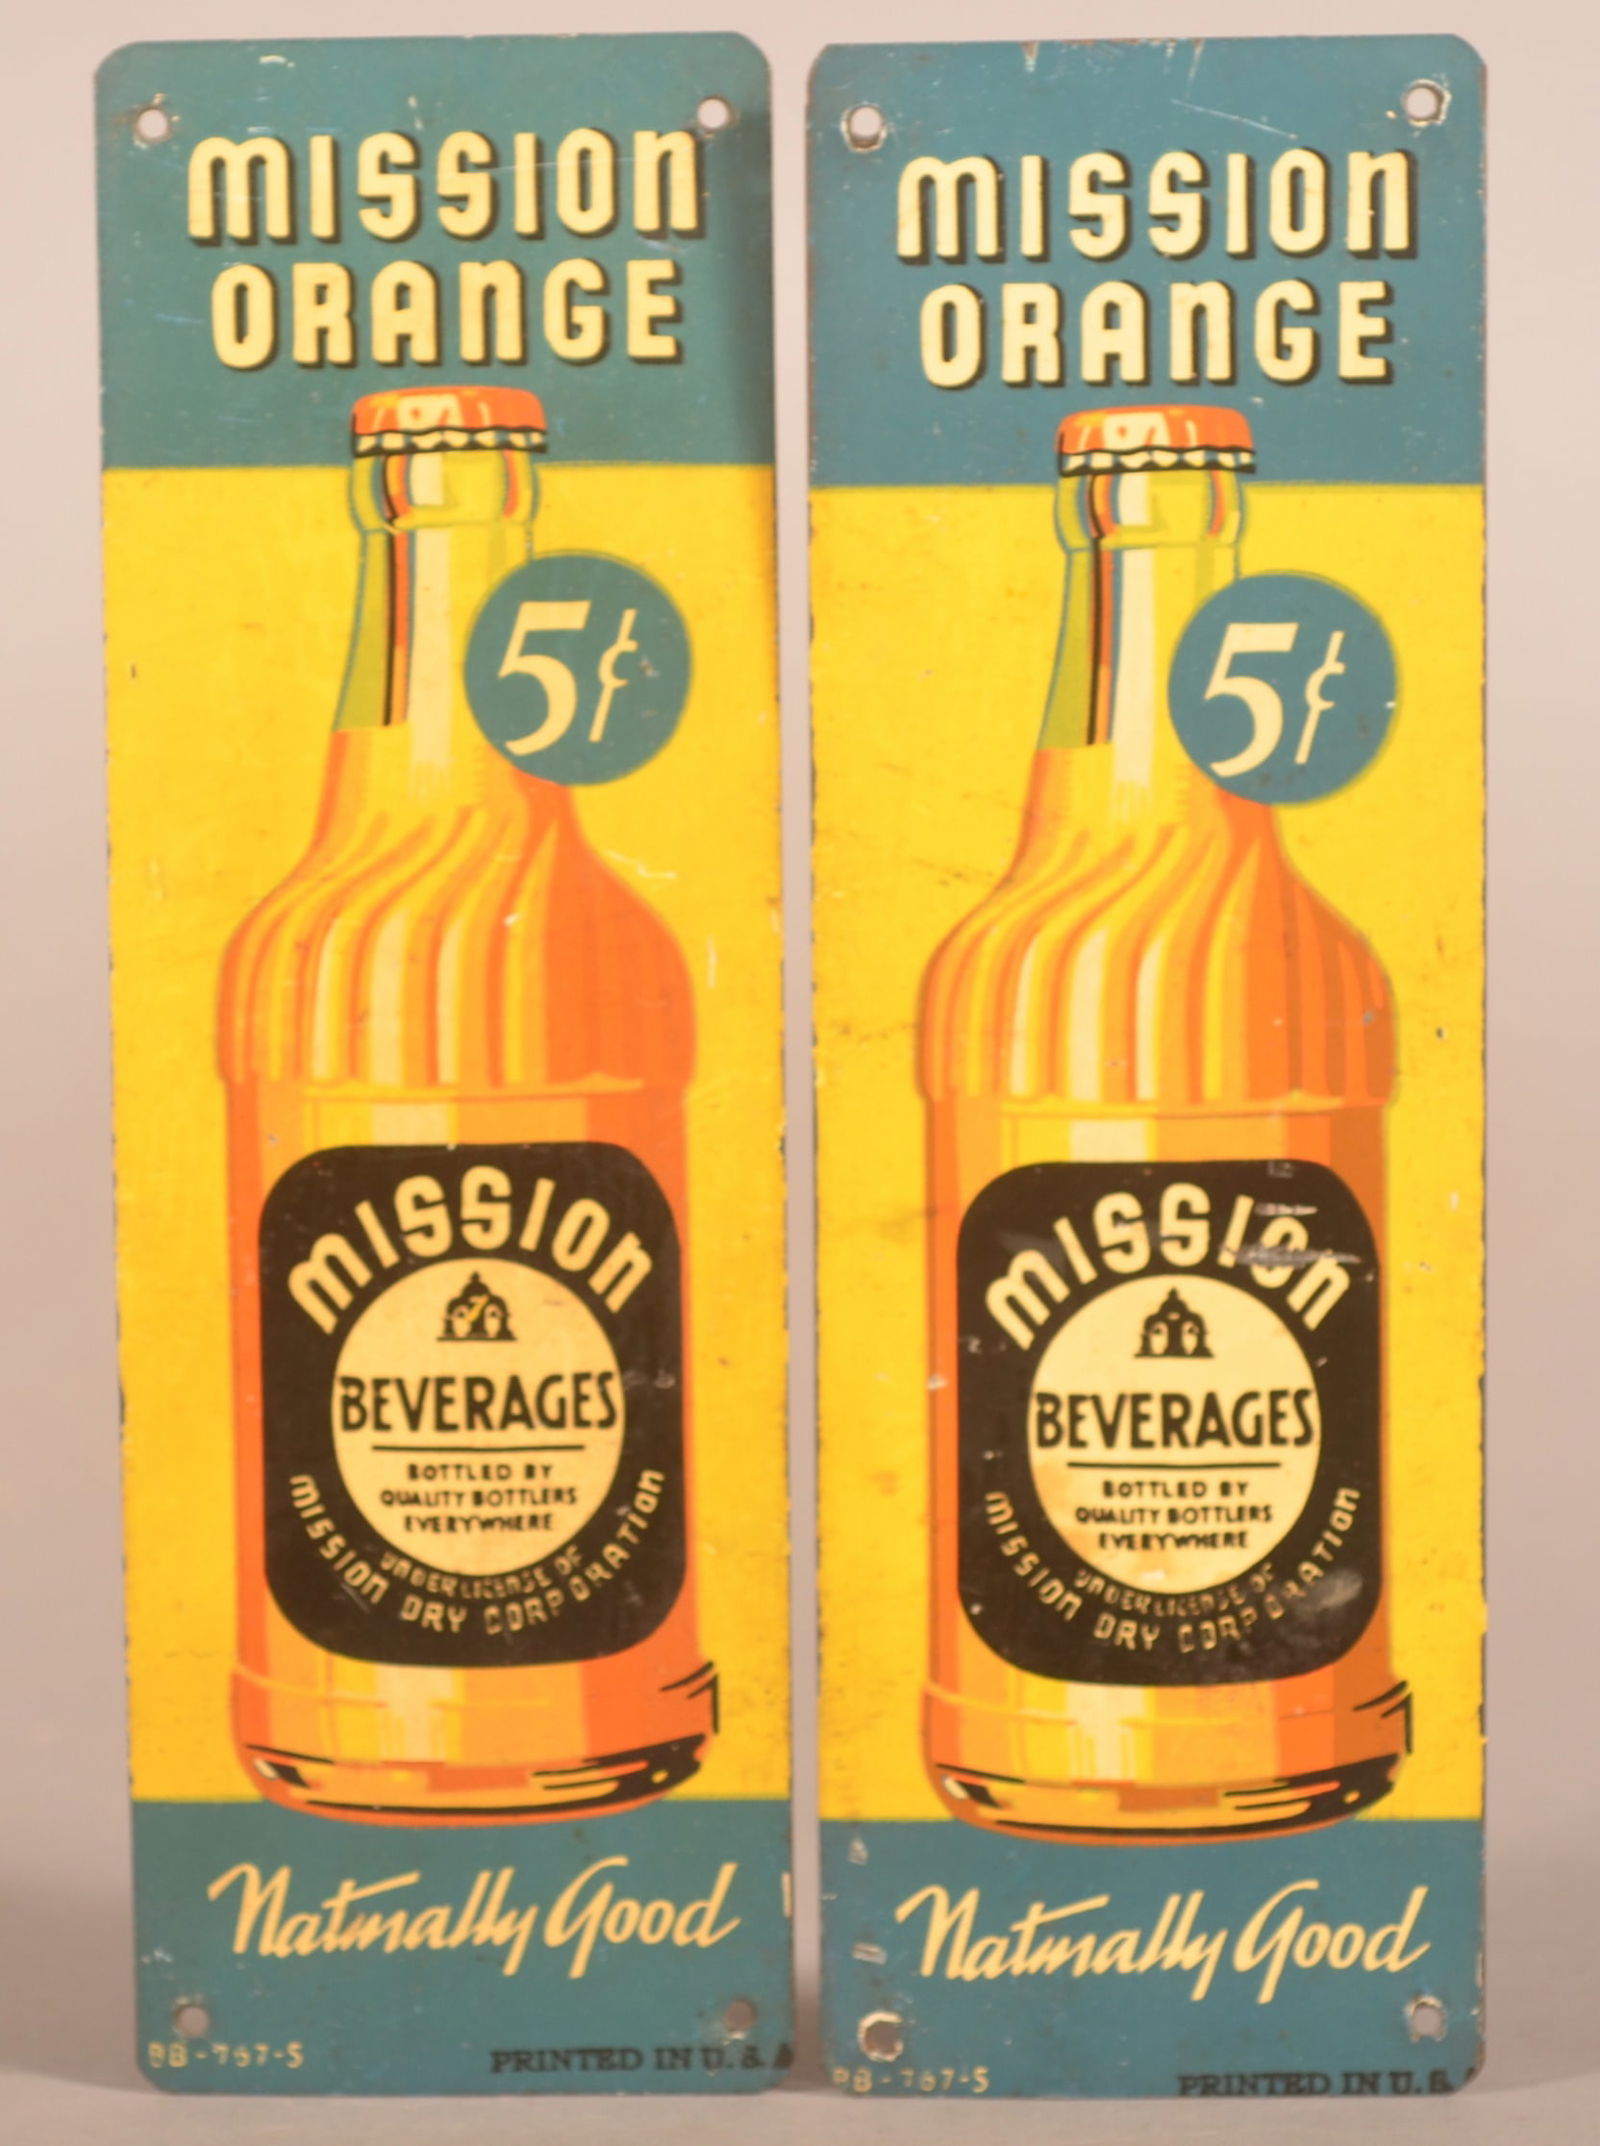 MISSION
ORANGE
5¢
MISSION
BEVERAGES
BOTTLED BY
QUALITY BOTTLERS
EVERYWHERE
UNDER LICENSE OF
MISSION DRY CORPORATION
Naturally Good
BB-767-S
PRINTED IN U.S.A
MISSION
ORANGE
5¢
MISSION
BEVERAGES
BOTTLED BY
QUALITY BOTTLERS
EVERYWHERE
UNDER LICENSE OF
MISSION DRY CORPORATION
Naturally Good
BB-767-S
PRINTED IN U.S.